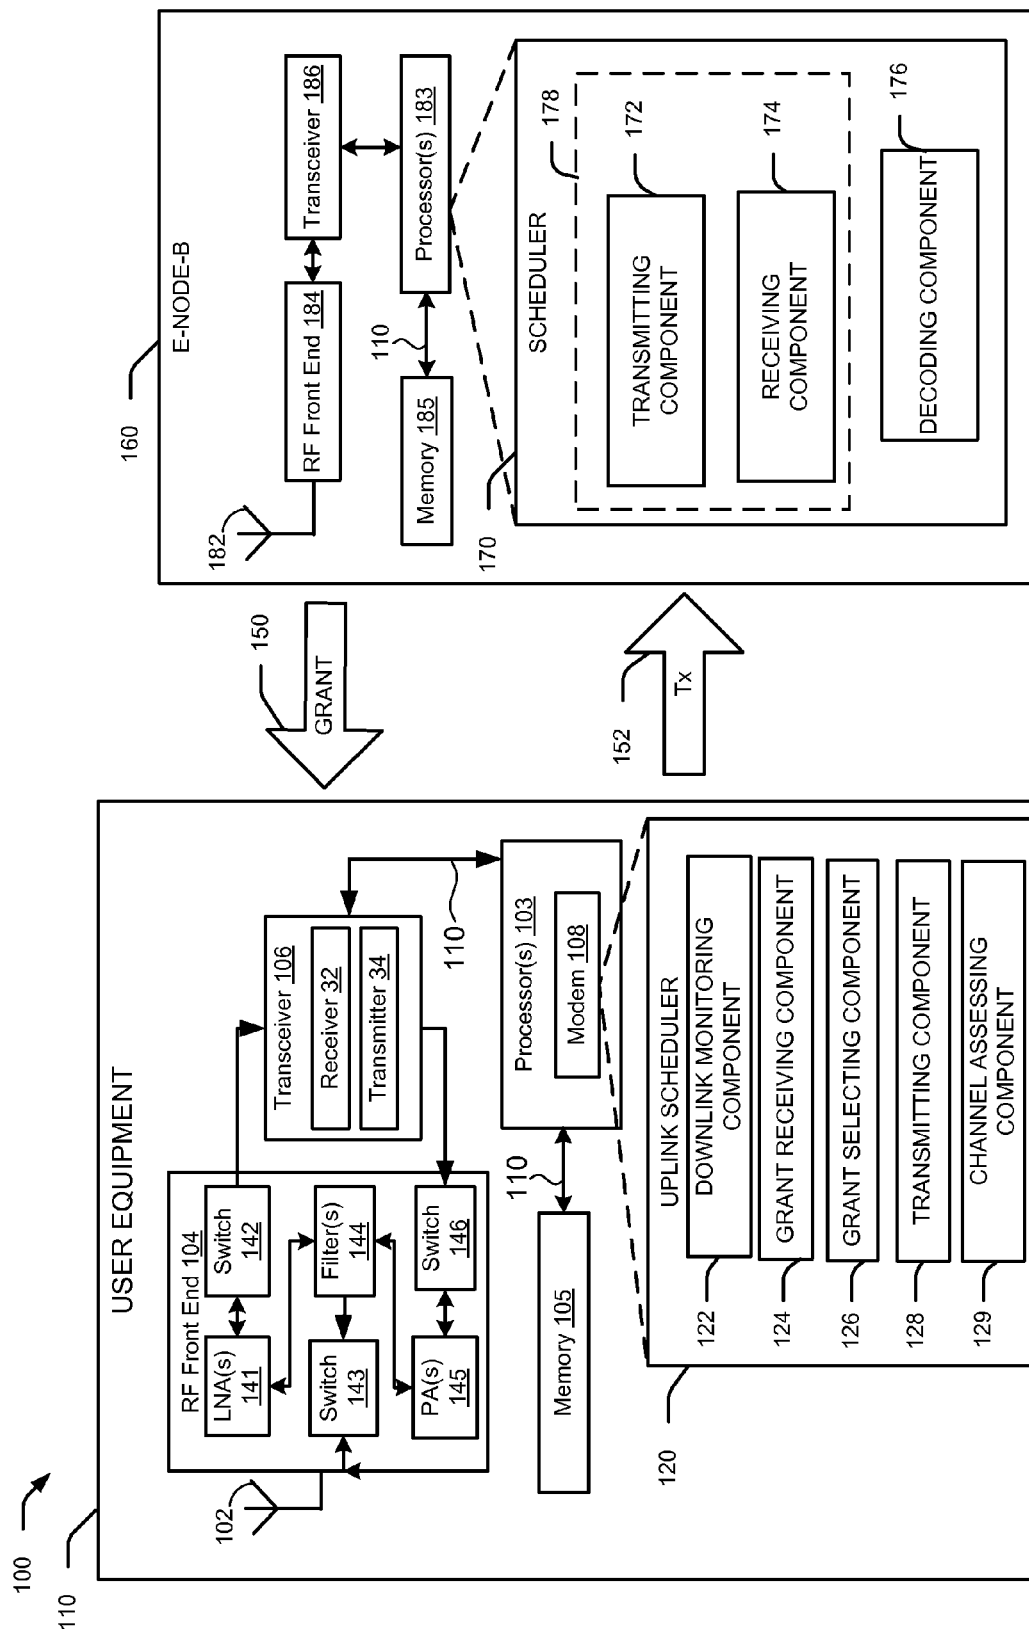 100
110
USER EQUIPMENT
102
RF Front End 104
LNA(s)
141
Switch
142
Switch
143
Filter(s)
144
PA(s)
145
Switch
146
Transceiver 106
Receiver 32
Transmitter 34
110
Memory 105
110
Processor(s) 103
Modem 108
120
UPLINK SCHEDULER
122
DOWNLINK MONITORING
COMPONENT
124
GRANT RECEIVING COMPONENT
126
GRANT SELECTING COMPONENT
128
TRANSMITTING COMPONENT
129
CHANNEL ASSESSING
COMPONENT
150
GRANT
152
Tx
160
E-NODE-B
182
RF Front End 184
Transceiver 186
Memory 185
110
Processor(s) 183
170
SCHEDULER
178
TRANSMITTING
COMPONENT
172
RECEIVING
COMPONENT
174
DECODING COMPONENT
176